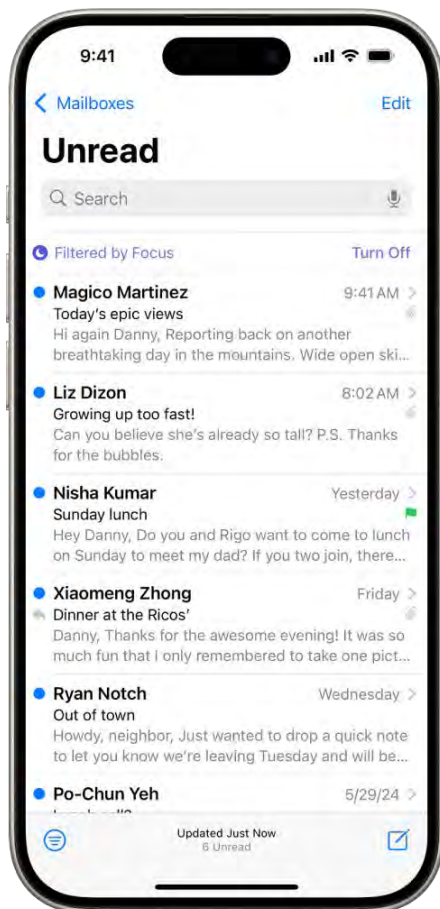 9:41
Mailboxes
Edit
Unread
Search
Filtered by Focus
Turn Off
Magico Martinez
9:41 AM
Today's epic views
Hi again Danny, Reporting back on another
breathtaking day in the mountains. Wide open ski...
Liz Dizon
8:02 AM
Growing up too fast!
Can you believe she's already so tall? P.S. Thanks
for the bubbles.
Nisha Kumar
Yesterday
Sunday lunch
Hey Danny, Do you and Rigo want to come to lunch
on Sunday to meet my dad? If you two join, there...
Xiaomeng Zhong
Friday
Dinner at the Ricos'
Danny, Thanks for the awesome evening! It was so
much fun that I only remembered to take one pict...
Ryan Notch
Wednesday
Out of town
Howdy, neighbor, Just wanted to drop a quick note
to let you know we're leaving Tuesday and will be...
Po-Chun Yeh
5/29/24
Updated Just Now
6 Unread